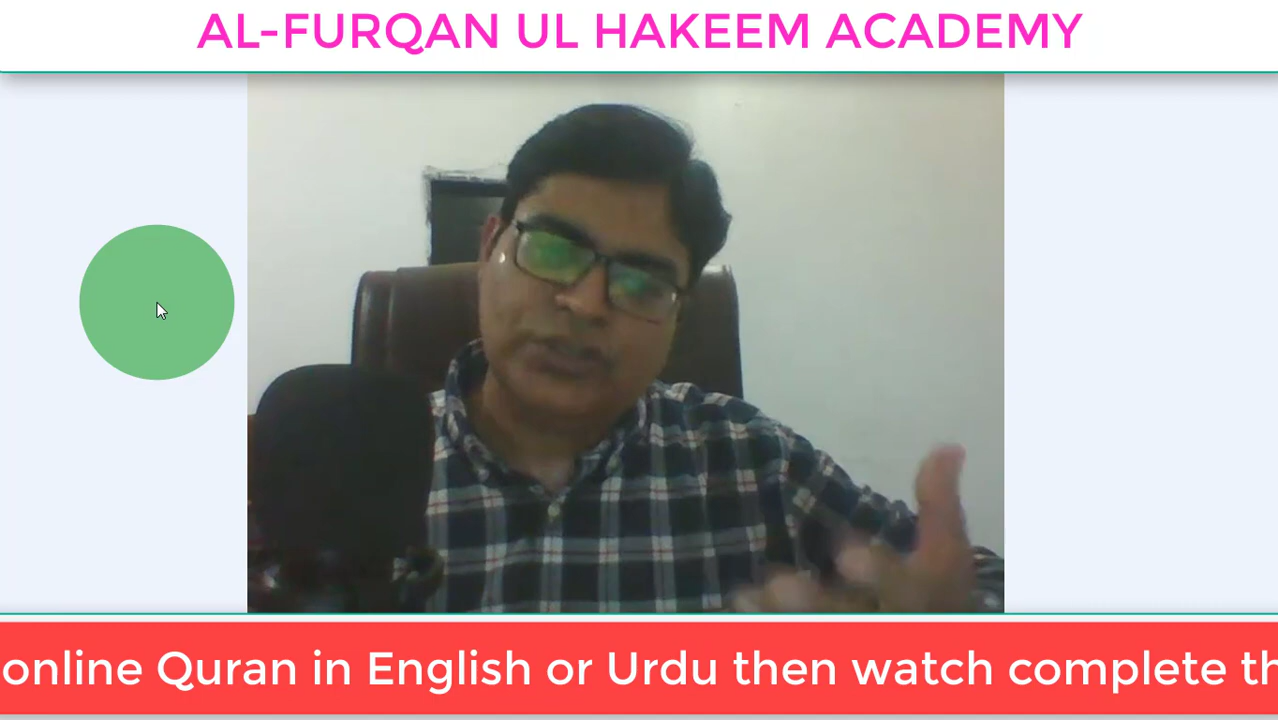 AL-FURQAN UL HAKEEM ACADEMY
online Quran in English or Urdu then watch complete th